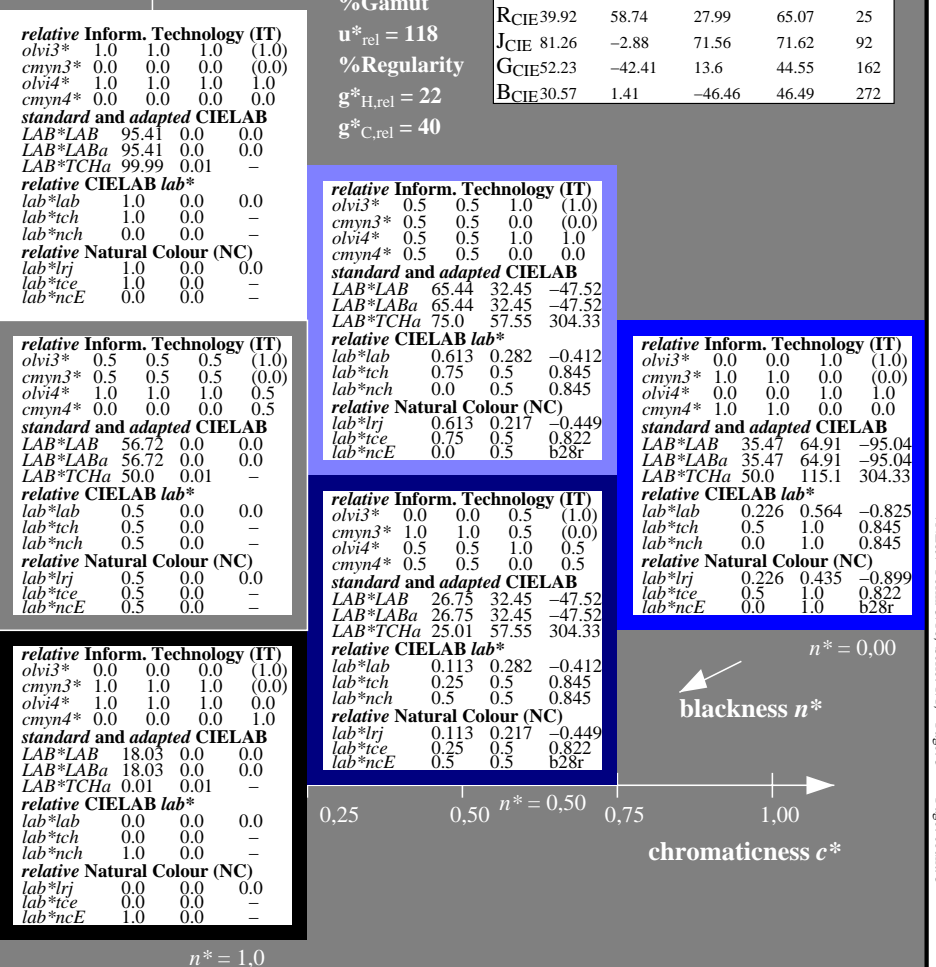 %Gamut
u*rel = 118
%Regularity
g*H,rel = 22
g*C,rel = 40
RCIE 39.92 58.74 27.99 65.07 25
JCIE 81.26 −2.88 71.56 71.62 92
GCIE 52.23 −42.41 13.6 44.55 162
BCIE 30.57 1.41 −46.46 46.49 272
relative Inform. Technology (IT)
olvi3* 1.0 1.0 1.0 (1.0)
cmyn3* 0.0 0.0 0.0 (0.0)
olvi4* 1.0 1.0 1.0 1.0
cmyn4* 0.0 0.0 0.0 0.0
standard and adapted CIELAB
LAB*LAB 95.41 0.0 0.0
LAB*LABa 95.41 0.0 0.0
LAB*TCHa 99.99 0.01 –
relative CIELAB lab*
lab*lab 1.0 0.0 0.0
lab*tch 1.0 0.0 –
lab*nch 0.0 0.0 –
relative Natural Colour (NC)
lab*lrj 1.0 0.0 0.0
lab*tce 1.0 0.0 –
lab*ncE 0.0 0.0 –
relative Inform. Technology (IT)
olvi3* 0.5 0.5 1.0 (1.0)
cmyn3* 0.5 0.5 0.0 (0.0)
olvi4* 0.5 0.5 1.0 1.0
cmyn4* 0.5 0.5 0.0 0.0
standard and adapted CIELAB
LAB*LAB 65.44 32.45 −47.52
LAB*LABa 65.44 32.45 −47.52
LAB*TCHa 75.0 57.55 304.33
relative CIELAB lab*
lab*lab 0.613 0.282 −0.412
lab*tch 0.75 0.5 0.845
lab*nch 0.0 0.5 0.845
relative Natural Colour (NC)
lab*lrj 0.613 0.217 −0.449
lab*tce 0.75 0.5 0.822
lab*ncE 0.0 0.5 b28r
relative Inform. Technology (IT)
olvi3* 0.5 0.5 0.5 (1.0)
cmyn3* 0.5 0.5 0.5 (0.0)
olvi4* 1.0 1.0 1.0 0.5
cmyn4* 0.0 0.0 0.0 0.5
standard and adapted CIELAB
LAB*LAB 56.72 0.0 0.0
LAB*LABa 56.72 0.0 0.0
LAB*TCHa 50.0 0.01 –
relative CIELAB lab*
lab*lab 0.5 0.0 0.0
lab*tch 0.5 0.0 –
lab*nch 0.5 0.0 –
relative Natural Colour (NC)
lab*lrj 0.5 0.0 0.0
lab*tce 0.5 0.0 –
lab*ncE 0.5 0.0 –
relative Inform. Technology (IT)
olvi3* 0.0 0.0 1.0 (1.0)
cmyn3* 1.0 1.0 0.0 (0.0)
olvi4* 0.0 0.0 1.0 1.0
cmyn4* 1.0 1.0 0.0 0.0
standard and adapted CIELAB
LAB*LAB 35.47 64.91 −95.04
LAB*LABa 35.47 64.91 −95.04
LAB*TCHa 50.0 115.1 304.33
relative CIELAB lab*
lab*lab 0.226 0.564 −0.825
lab*tch 0.5 1.0 0.845
lab*nch 0.0 1.0 0.845
relative Natural Colour (NC)
lab*lrj 0.226 0.435 −0.899
lab*tce 0.5 1.0 0.822
lab*ncE 0.0 1.0 b28r
relative Inform. Technology (IT)
olvi3* 0.0 0.0 0.5 (1.0)
cmyn3* 1.0 1.0 0.5 (0.0)
olvi4* 0.5 0.5 1.0 0.5
cmyn4* 0.5 0.5 0.0 0.5
standard and adapted CIELAB
LAB*LAB 26.75 32.45 −47.52
LAB*LABa 26.75 32.45 −47.52
LAB*TCHa 25.01 57.55 304.33
relative CIELAB lab*
lab*lab 0.113 0.282 −0.412
lab*tch 0.25 0.5 0.845
lab*nch 0.5 0.5 0.845
relative Natural Colour (NC)
lab*lrj 0.113 0.217 −0.449
lab*tce 0.25 0.5 0.822
lab*ncE 0.5 0.5 b28r
relative Inform. Technology (IT)
olvi3* 0.0 0.0 0.0 (1.0)
cmyn3* 1.0 1.0 1.0 (0.0)
olvi4* 1.0 1.0 1.0 0.0
cmyn4* 0.0 0.0 0.0 1.0
standard and adapted CIELAB
LAB*LAB 18.03 0.0 0.0
LAB*LABa 18.03 0.0 0.0
LAB*TCHa 0.01 0.01 –
relative CIELAB lab*
lab*lab 0.0 0.0 0.0
lab*tch 0.0 0.0 –
lab*nch 1.0 0.0 –
relative Natural Colour (NC)
lab*lrj 0.0 0.0 0.0
lab*tce 0.0 0.0 –
lab*ncE 1.0 0.0 –
n* = 0,00
blackness n*
n* = 0,50
0,25 0,50 0,75 1,00
chromaticness c*
n* = 1,0